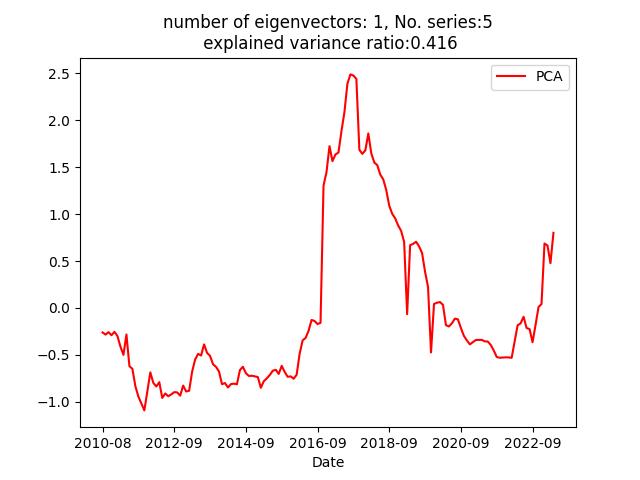 number of eigenvectors: 1, No. series:5
explained variance ratio:0.416
PCA
2.5
2.0
1.5
1.0
0.5
0.0
−0.5
−1.0
2010-08 2012-09 2014-09 2016-09 2018-09 2020-09 2022-09
Date